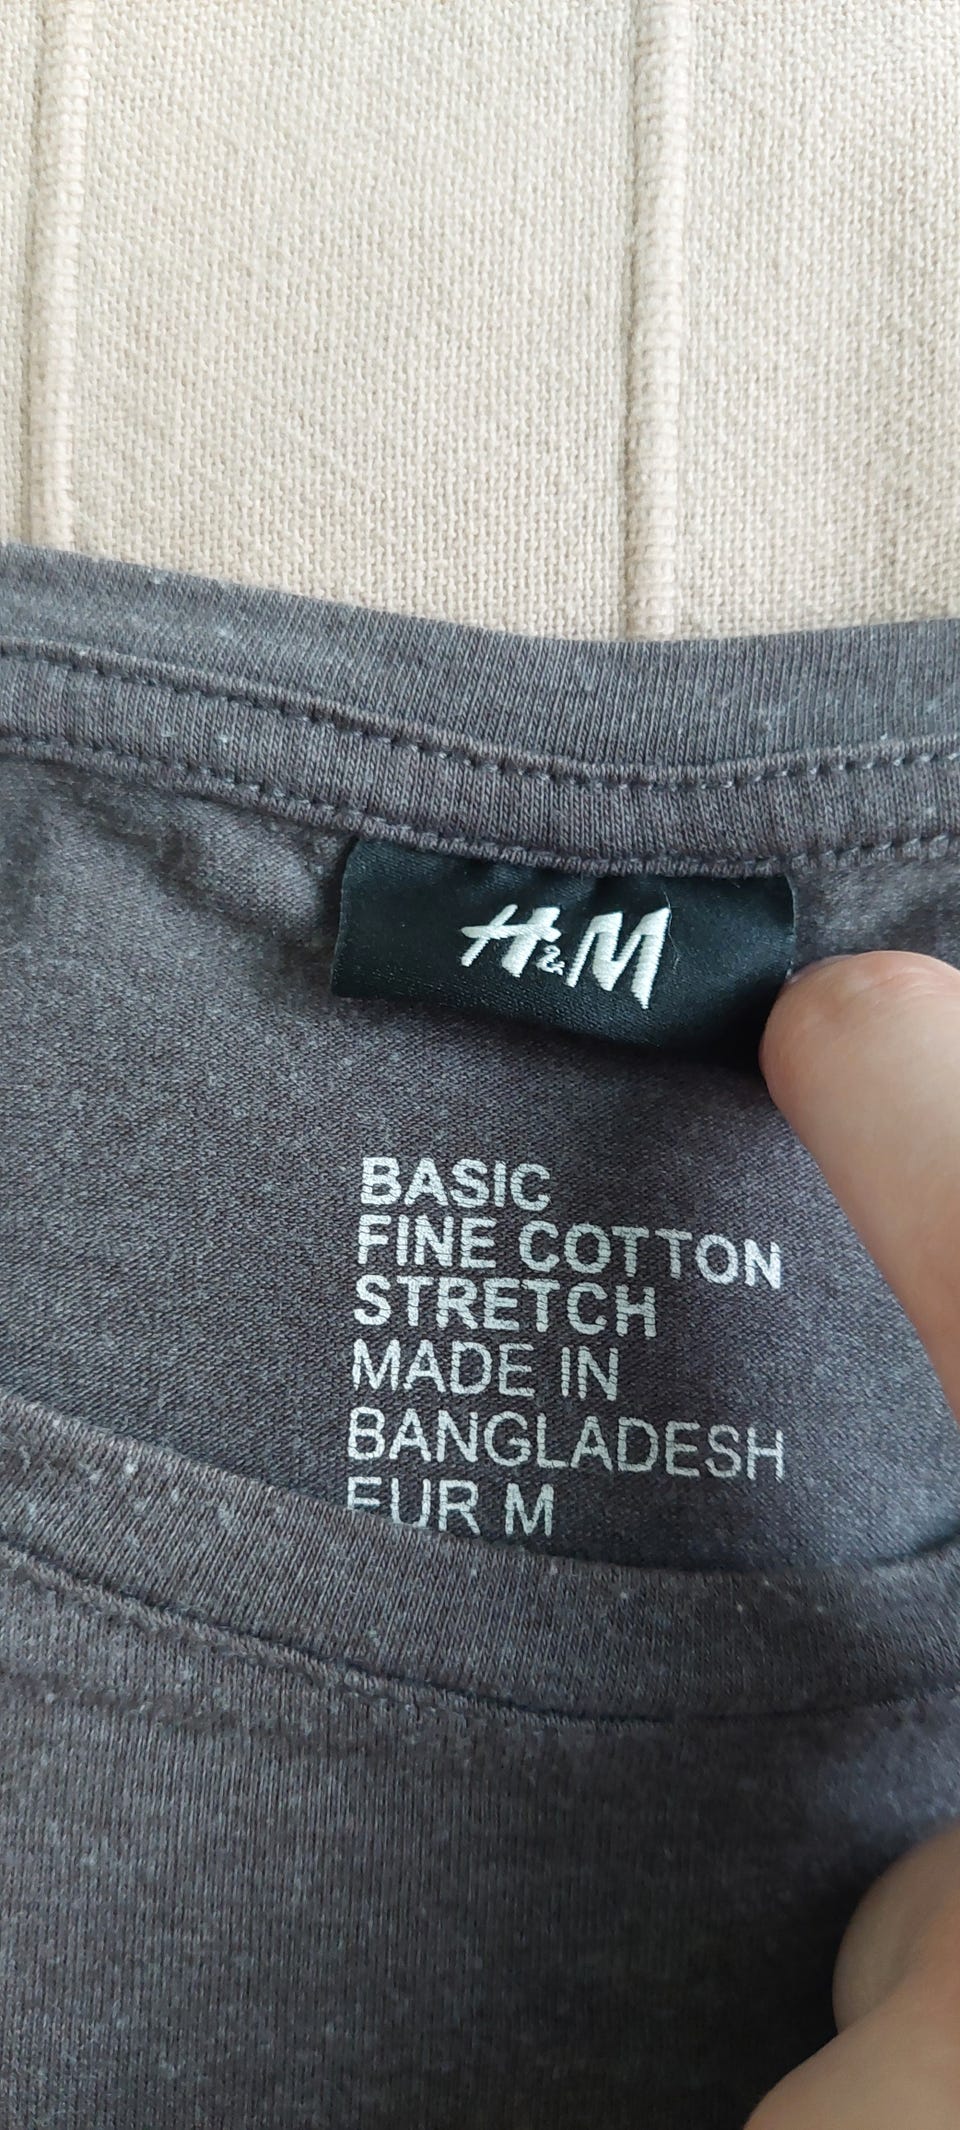 H&M
BASIC
FINE COTTON
STRETCH
MADE IN
BANGLADESH
EUR M